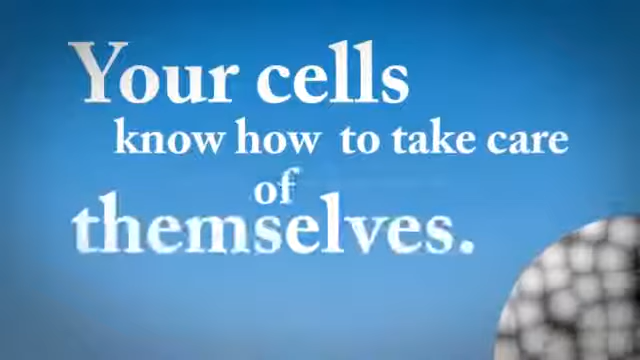 Your cells
know how to take care
of
themselves.